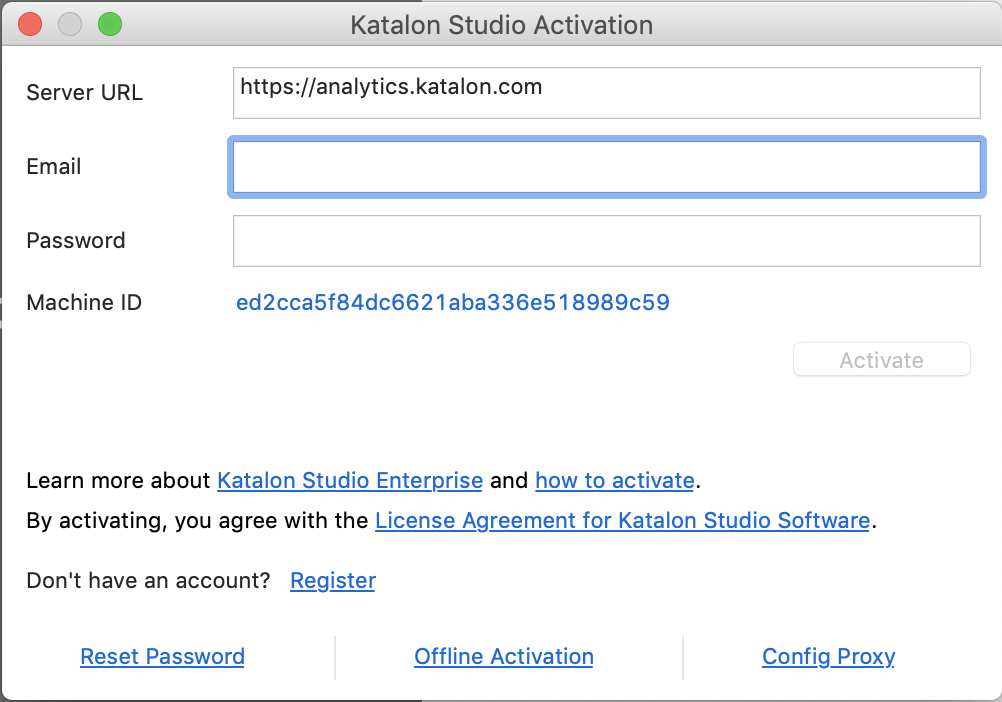 Katalon Studio Activation
Server URL https://analytics.katalon.com
Email
Password
Machine ID ed2cca5f84dc6621aba336e518989c59
Activate
Learn more about Katalon Studio Enterprise and how to activate.
By activating, you agree with the License Agreement for Katalon Studio Software.
Don't have an account? Register
Reset Password Offline Activation Config Proxy